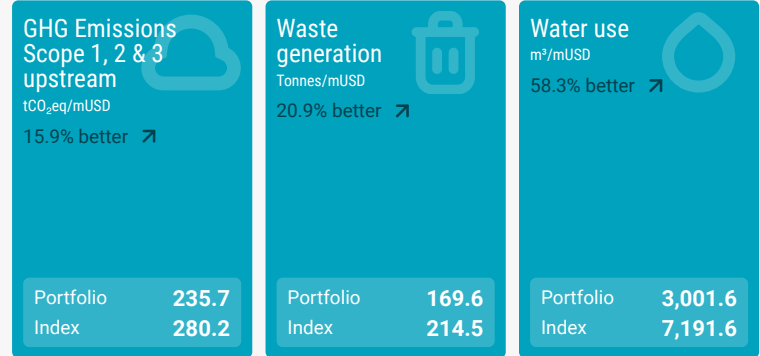 GHG Emissions
Scope 1, 2 & 3
upstream
tCO₂eq/mUSD
15.9% better
Portfolio 235.7
Index 280.2
Waste
generation
Tonnes/mUSD
20.9% better
Portfolio 169.6
Index 214.5
Water use
m³/mUSD
58.3% better
Portfolio 3,001.6
Index 7,191.6